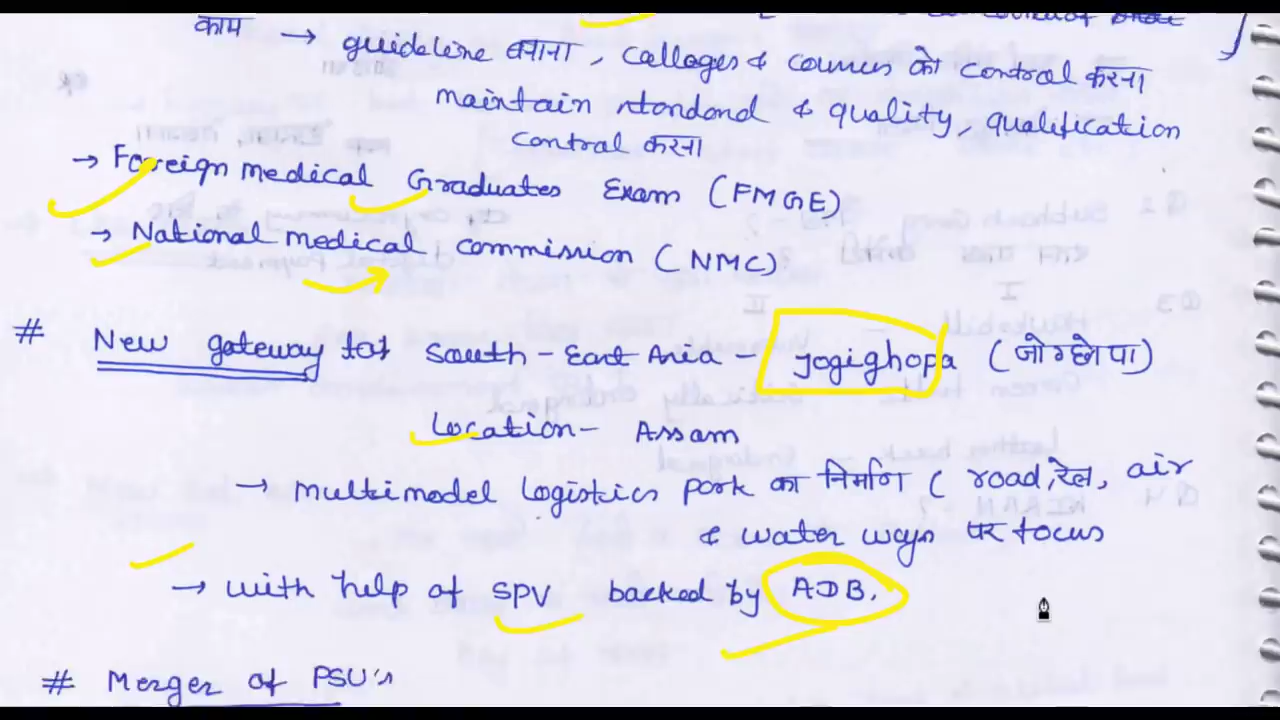 काम → guideline बनाना, Collages & courses को control करना
maintain standard & quality, qualification
control करना
→ Foreign medical Graduates Exam (FMGE)
→ National medical commission (NMC)
# New gateway for South-East Asia - Jogighopa (जोगीघोपा)
Location- Assam
→ multimodel logistics park का निर्माण ( road, रेल, air
& water ways पर focus
→ with help of SPV backed by ADB.
# Merger of PSU's